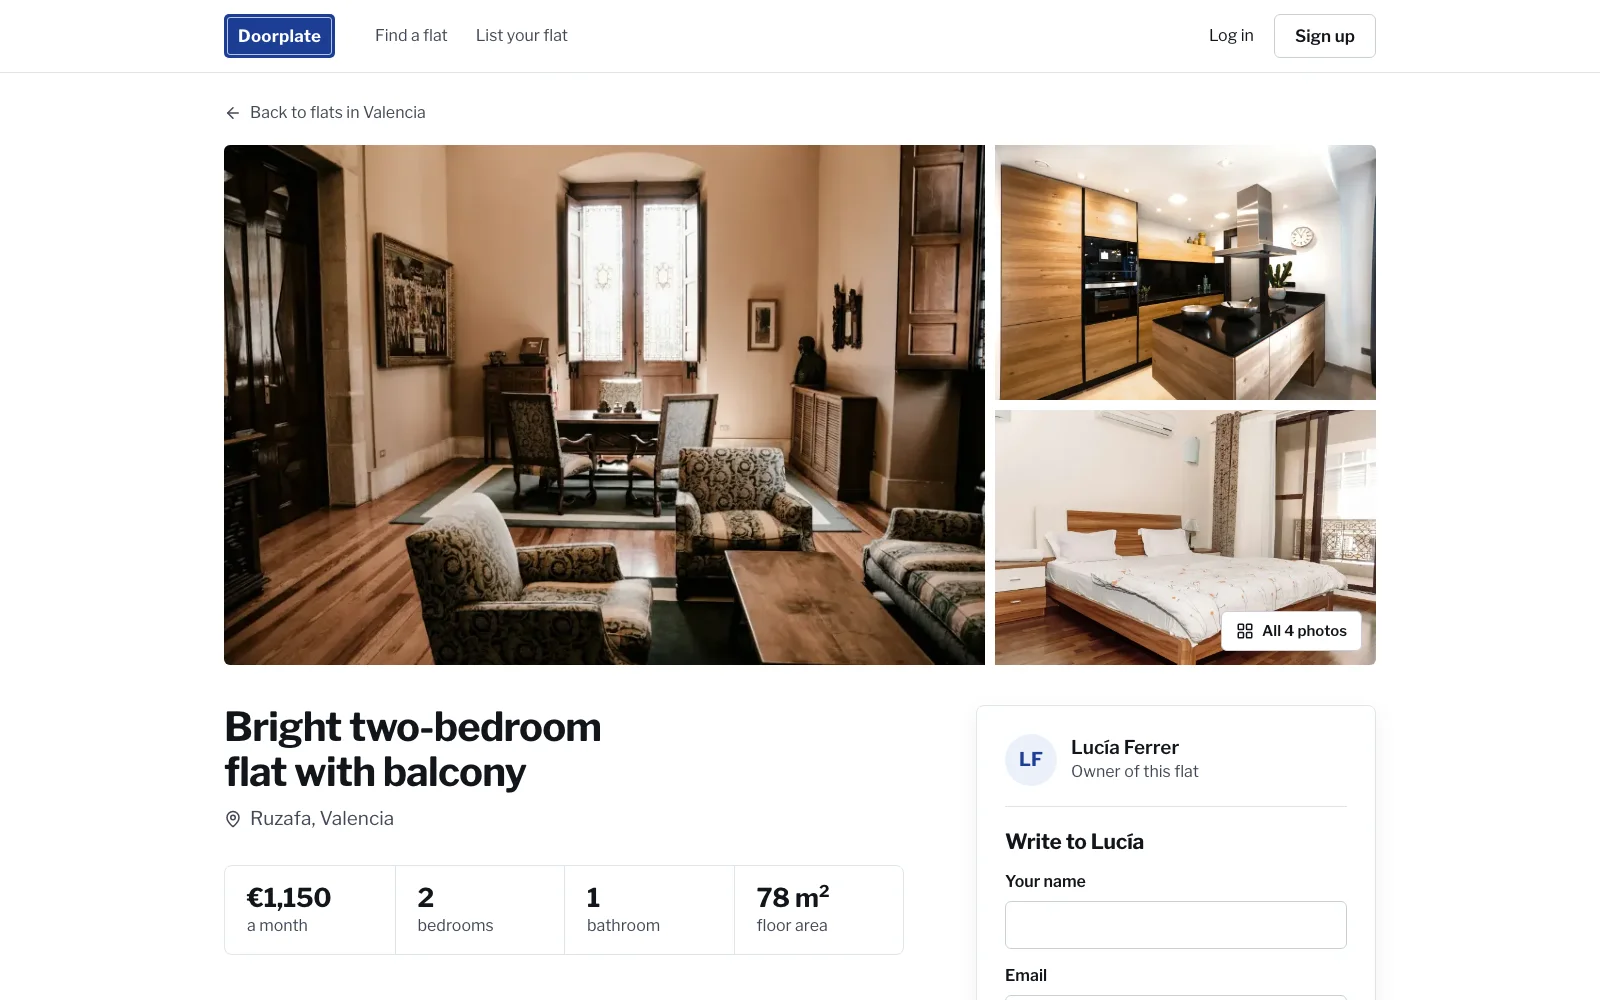 Doorplate
Find a flat
List your flat
Log in
Sign up
Back to flats in Valencia
All 4 photos
Bright two-bedroom
flat with balcony
Ruzafa, Valencia
€1,150
a month
2
bedrooms
1
bathroom
78 m²
floor area
LF
Lucía Ferrer
Owner of this flat
Write to Lucía
Your name
Email